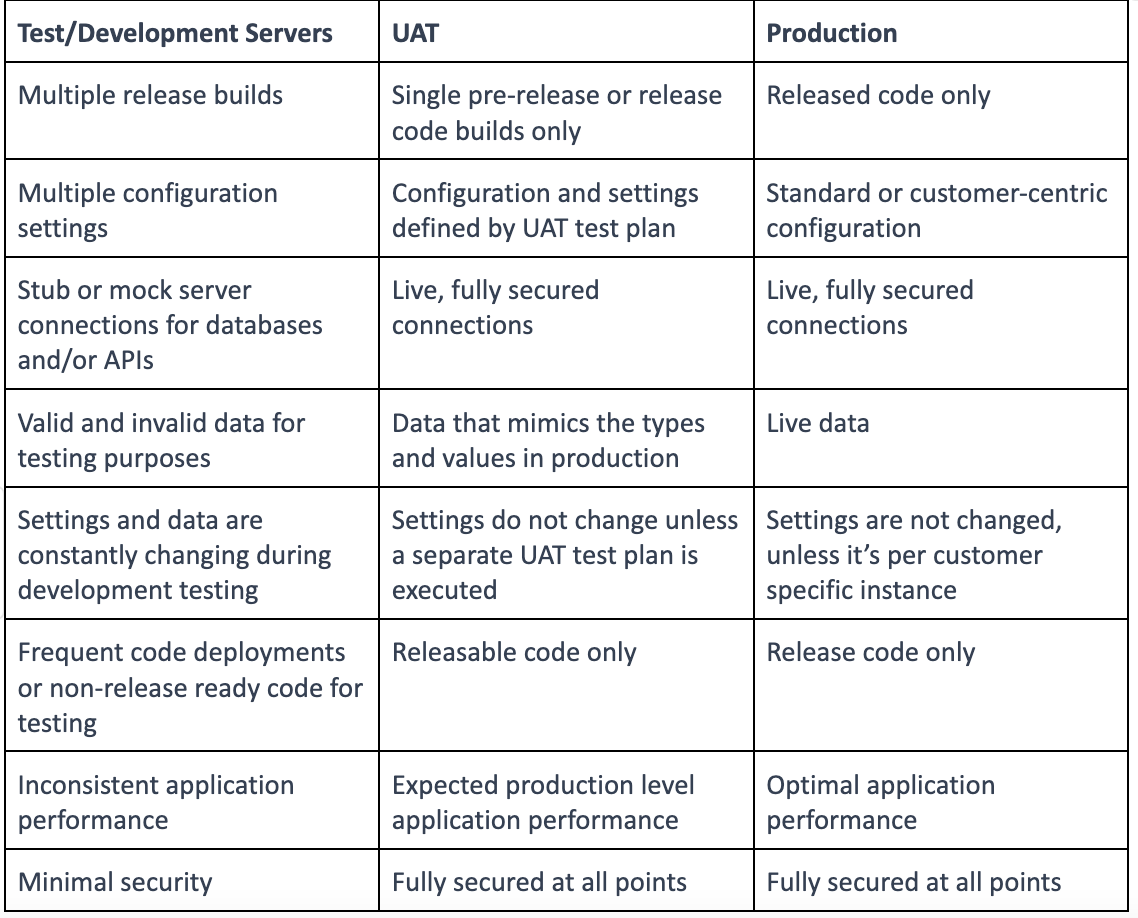 Test/Development Servers
UAT
Production
Multiple release builds
Single pre-release or release
code builds only
Released code only
Multiple configuration
settings
Configuration and settings
defined by UAT test plan
Standard or customer-centric
configuration
Stub or mock server
connections for databases
and/or APIs
Live, fully secured
connections
Live, fully secured
connections
Valid and invalid data for
testing purposes
Data that mimics the types
and values in production
Live data
Settings and data are
constantly changing during
development testing
Settings do not change unless
a separate UAT test plan is
executed
Settings are not changed,
unless it’s per customer
specific instance
Frequent code deployments
or non-release ready code for
testing
Releasable code only
Release code only
Inconsistent application
performance
Expected production level
application performance
Optimal application
performance
Minimal security
Fully secured at all points
Fully secured at all points